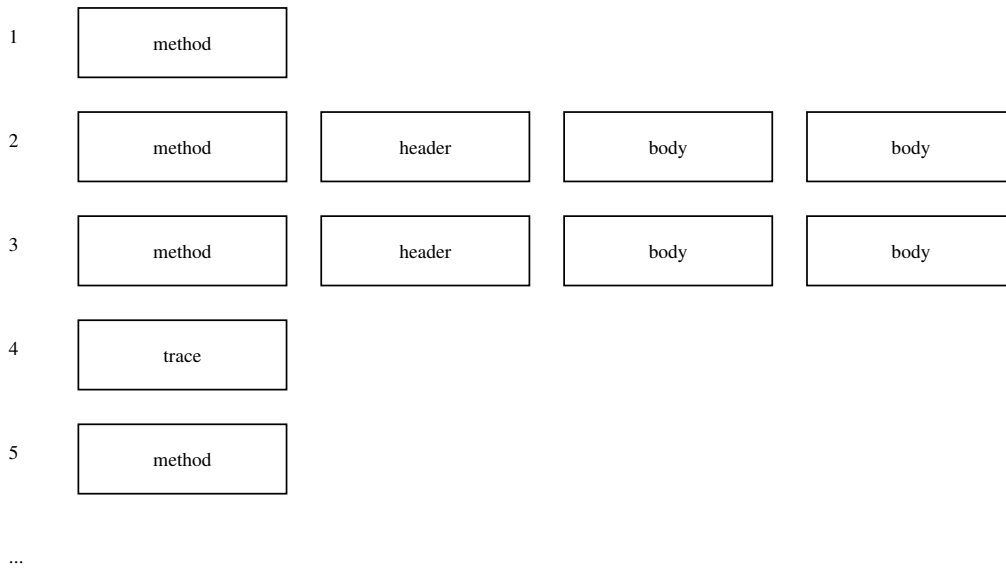 1 method
2 method header body body
3 method header body body
4 trace
5 method
...